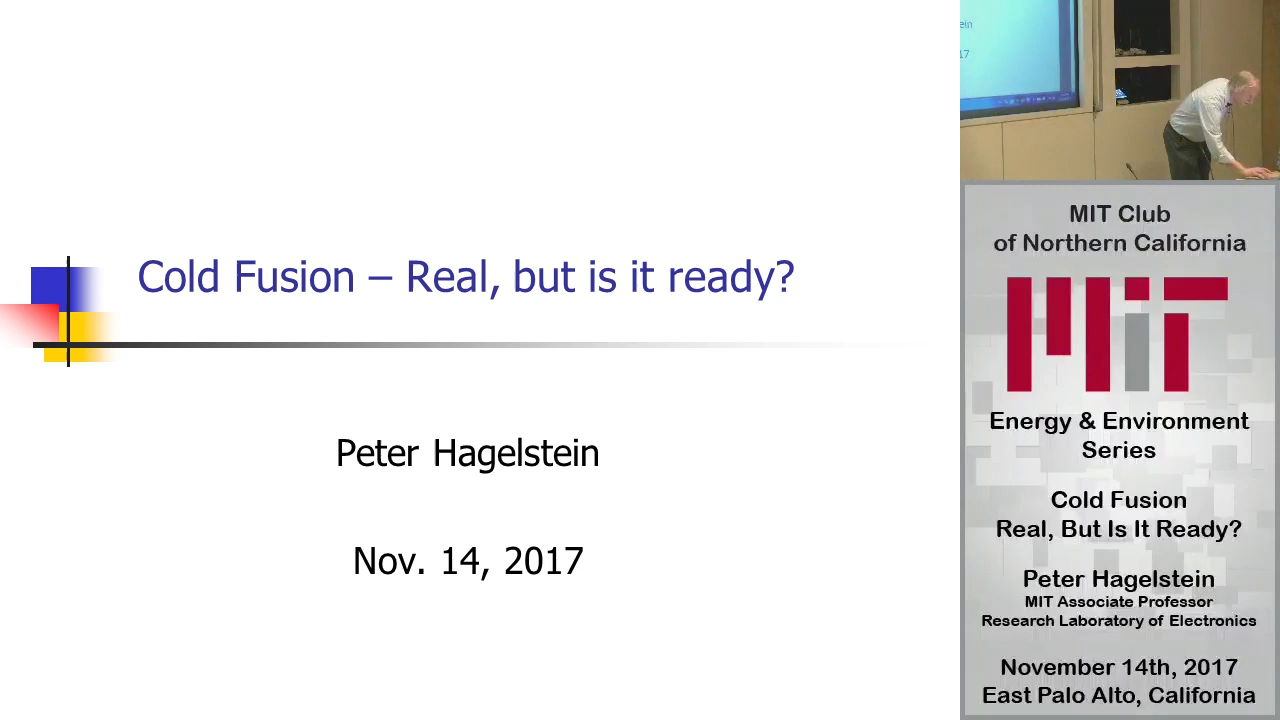 Cold Fusion – Real, but is it ready?
Peter Hagelstein
Nov. 14, 2017
MIT Club
of Northern California
MiT
Energy & Environment
Series
Cold Fusion
Real, But Is It Ready?
Peter Hagelstein
MIT Associate Professor
Research Laboratory of Electronics
November 14th, 2017
East Palo Alto, California